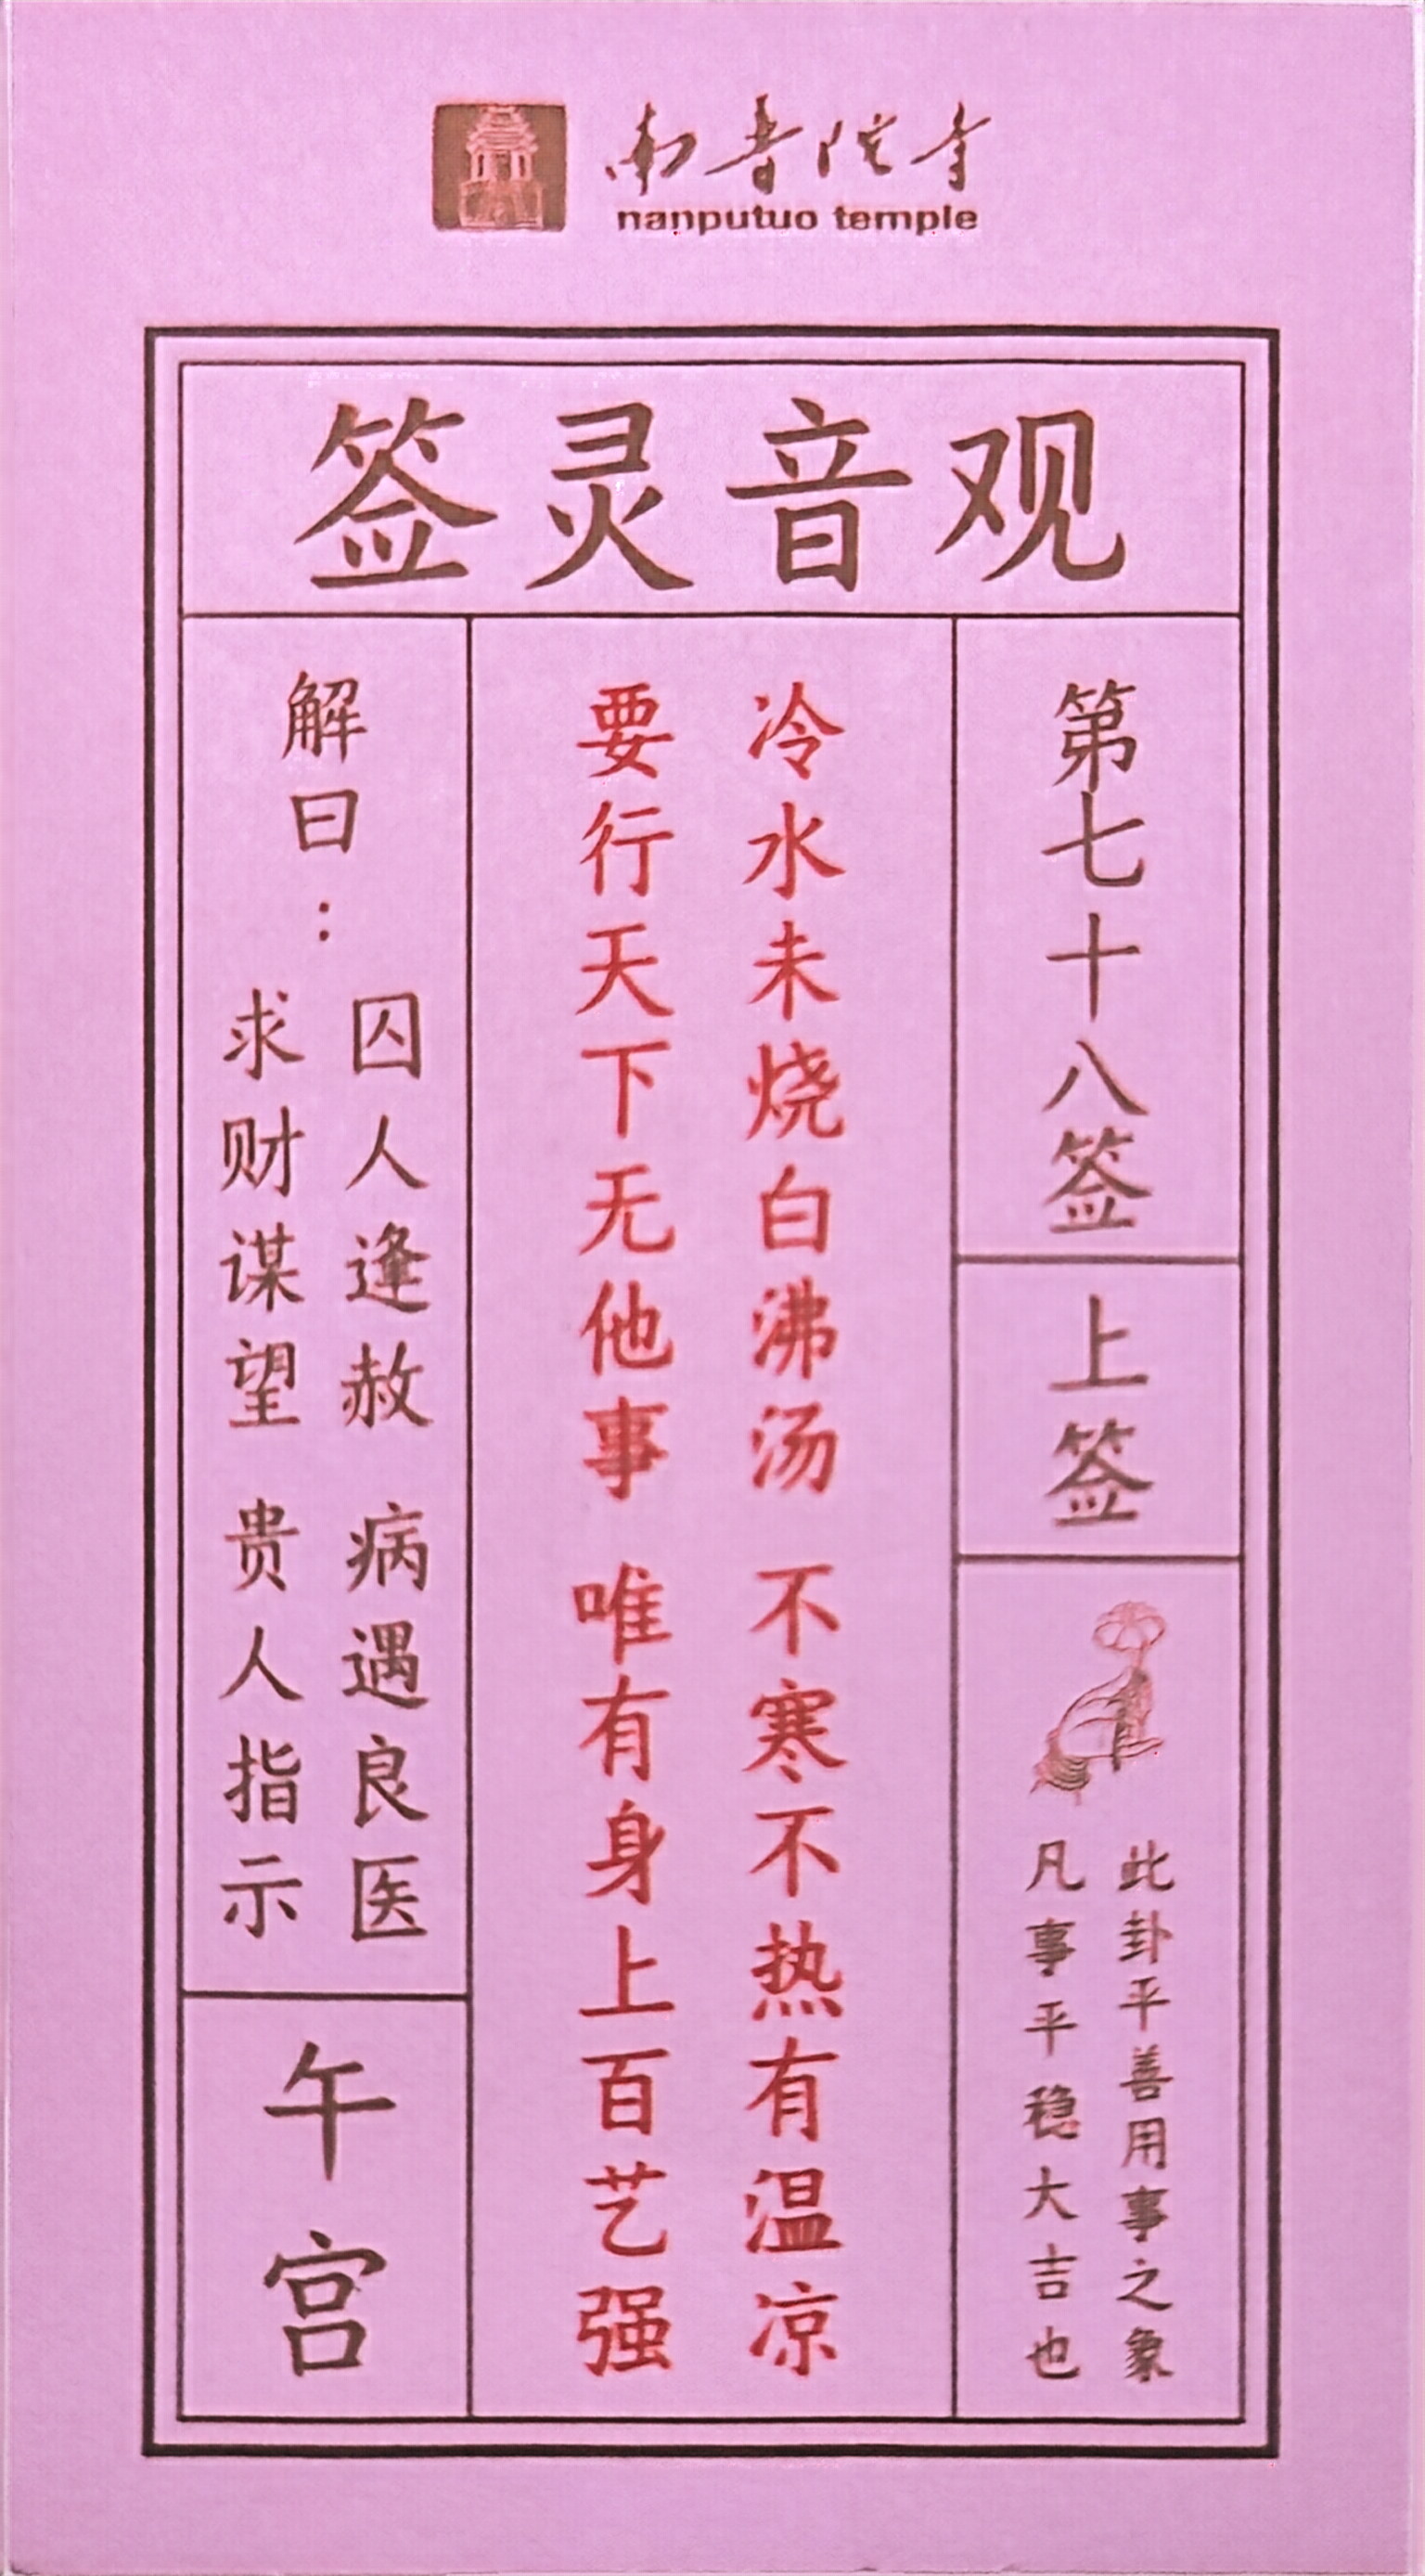 南普陀寺
nanputuo temple
观音灵签
第七十八签
上签
此卦平善用事之象
凡事平稳大吉也
冷水未烧白沸汤 不寒不热有温凉
要行天下无他事 唯有身上百艺强
解曰：
囚人逢赦 病遇良医
求财谋望 贵人指示
午宫